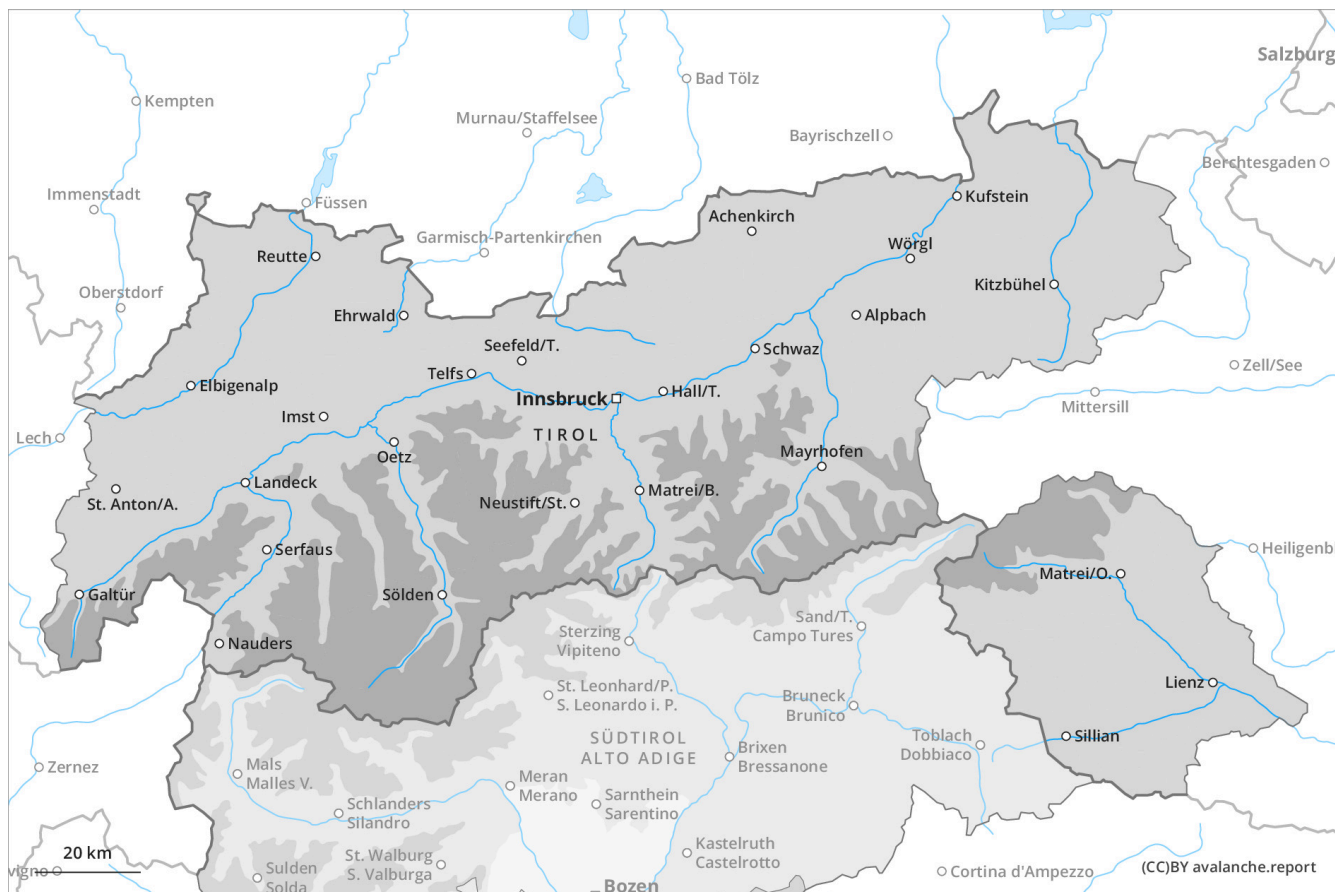 Salzburg
Bad Tölz
Kempten
Murnau/Staffelsee
Bayrischzell
Berchtesgaden
Immenstadt
Füssen
Kufstein
Achenkirch
Garmisch-Partenkirchen
Wörgl
Reutte
Kitzbühel
Oberstdorf
Ehrwald
Alpbach
Seefeld/T.
Schwaz
Zell/See
Telfs
Elbigenalp
Hall/T.
Innsbruck
Mittersill
Imst
TIROL
Lech
Oetz
Mayrhofen
Landeck
Matrei/B.
St. Anton/A.
Neustift/St.
Serfaus
Heiligenb
Matrei/O.
Galtür
Sölden
Sand/T.
Campo Tures
Sterzing
Vipiteno
Nauders
Lienz
St. Leonhard/P.
S. Leonardo i. P.
Bruneck
Brunico
Sillian
SÜDTIROL
ALTO ADIGE
Toblach
Dobbiaco
Brixen
Bressanone
Zernez
Mals
Malles V.
Meran
Merano
Sarnthein
Sarentino
Schlanders
Silandro
Kastelruth
Castelrotto
20 km
St. Walburg
S. Valburga
vigno
Sulden
Solda
Cortina d'Ampezzo
(CC)BY avalanche.report
Bozen